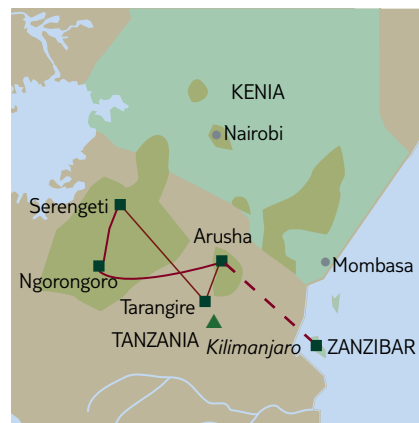 KENIA
Nairobi
Serengeti
Arusha
Mombasa
Ngorongoro
Tarangire
TANZANIA
Kilimanjaro
ZANZIBAR